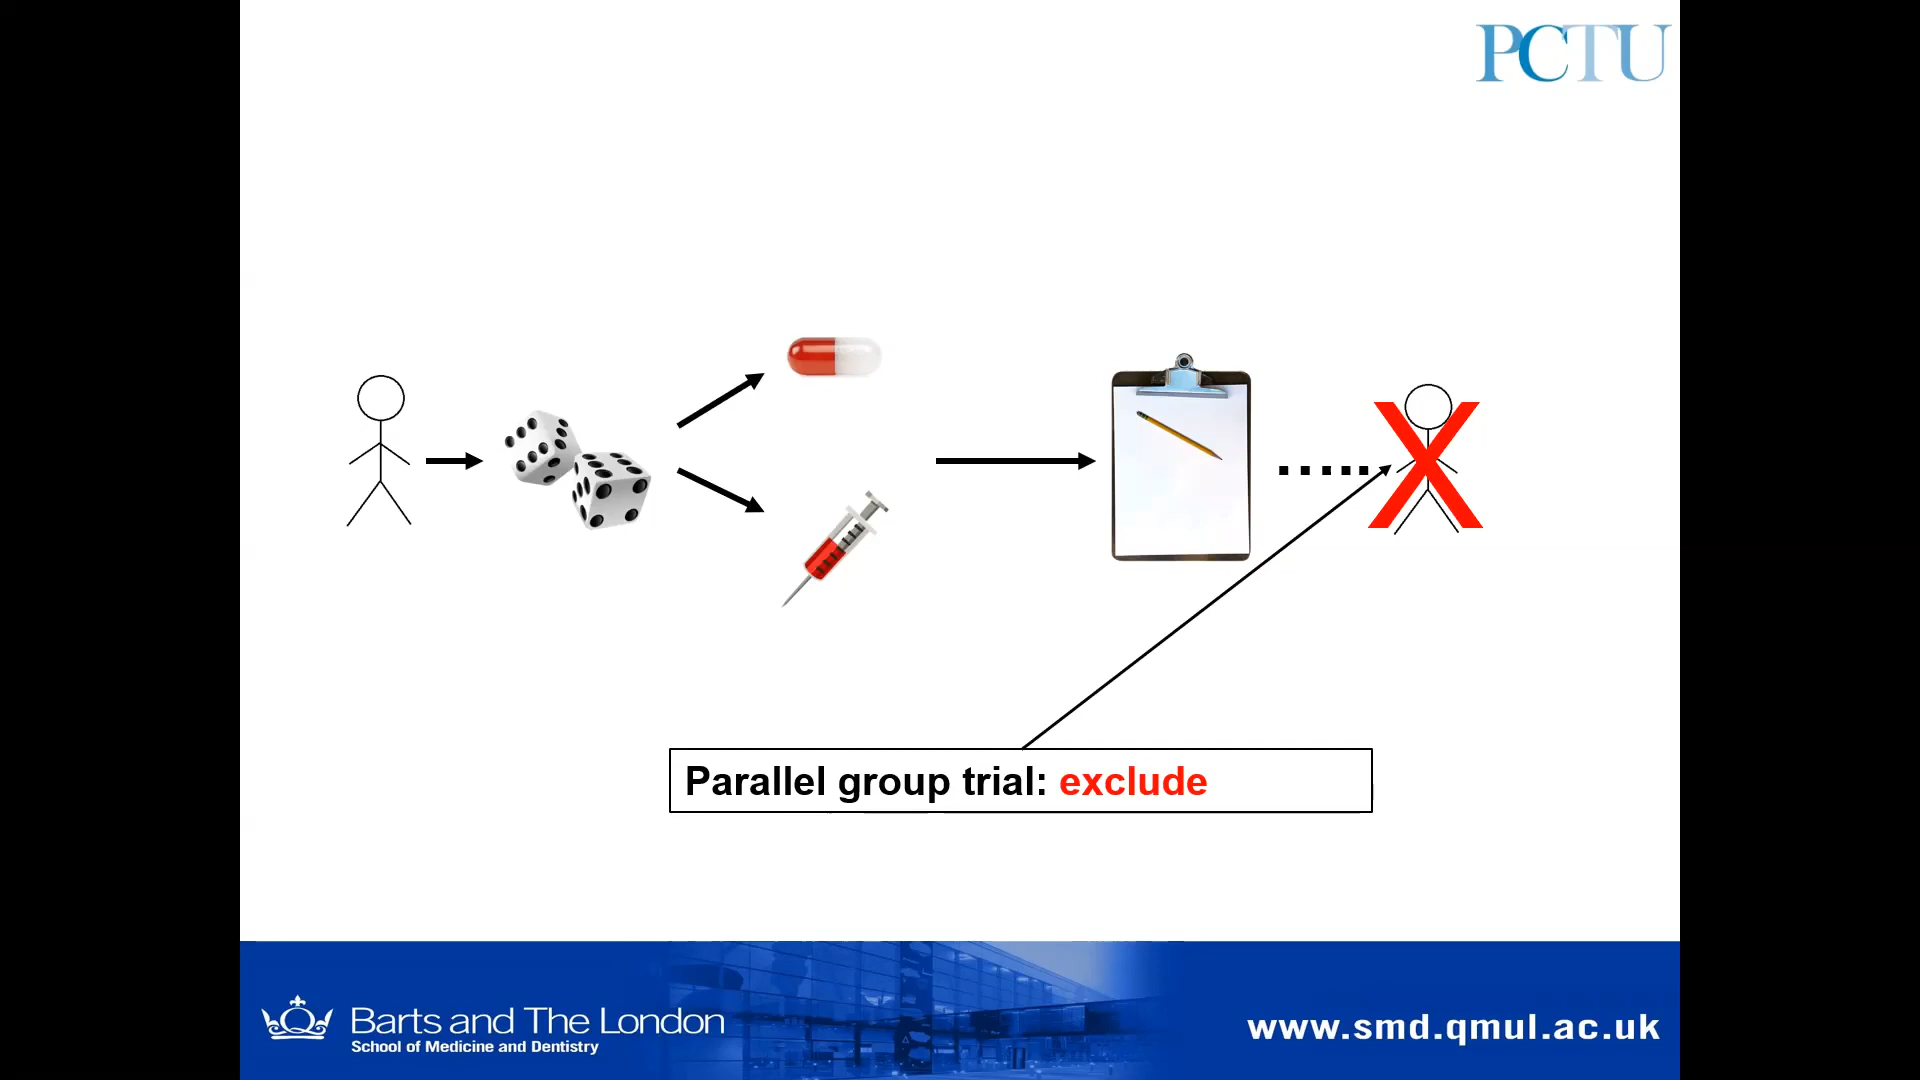 PCTU
Parallel group trial: exclude
Barts and The London
School of Medicine and Dentistry
www.smd.qmul.ac.uk